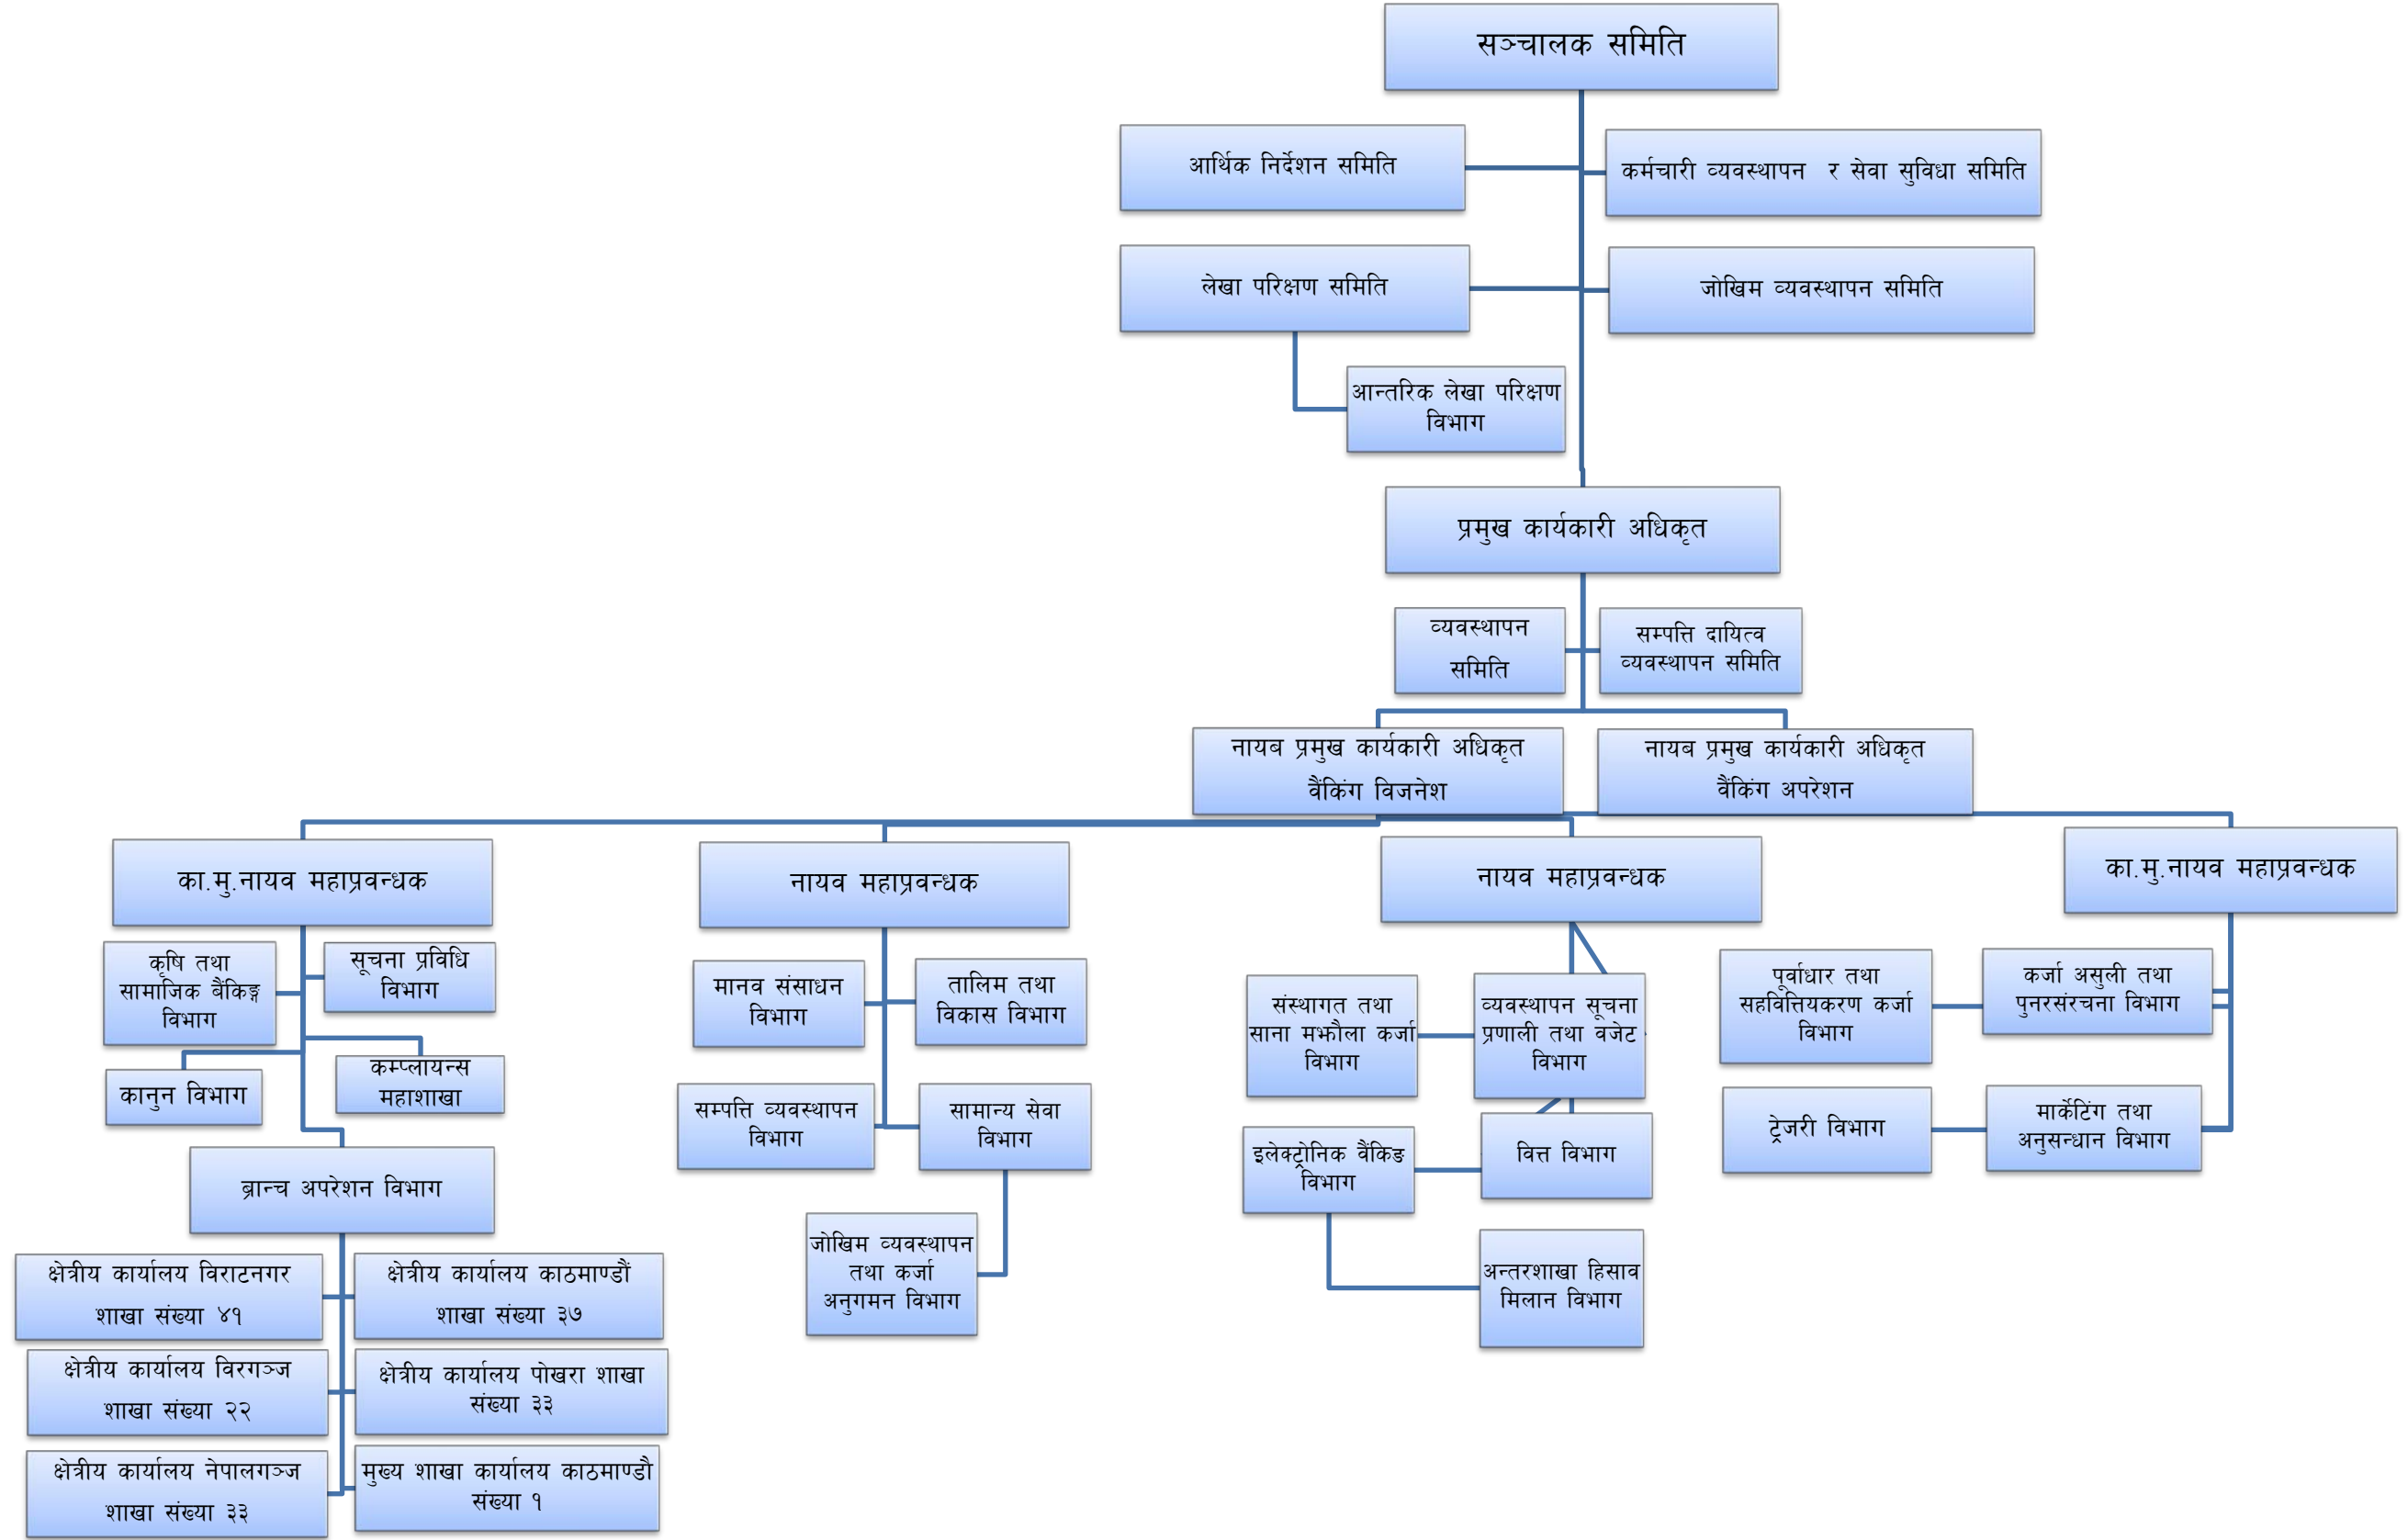 सञ्चालक समिति
आर्थिक निर्देशन समिति
कर्मचारी व्यवस्थापन र सेवा सुविधा समिति
लेखा परिक्षण समिति
जोखिम व्यवस्थापन समिति
आन्तरिक लेखा परिक्षण
विभाग
प्रमुख कार्यकारी अधिकृत
व्यवस्थापन
समिति
सम्पत्ति दायित्व
व्यवस्थापन समिति
नायब प्रमुख कार्यकारी अधिकृत
वैंकिंग विजनेश
नायब प्रमुख कार्यकारी अधिकृत
वैंकिंग अपरेशन
का.मु.नायव महाप्रवन्धक
नायव महाप्रवन्धक
नायव महाप्रवन्धक
का.मु.नायव महाप्रवन्धक
कृषि तथा
सामाजिक बैंकिङ्ग
विभाग
सूचना प्रविधि
विभाग
कानुन विभाग
कम्प्लायन्स
महाशाखा
ब्रान्च अपरेशन विभाग
क्षेत्रीय कार्यालय विराटनगर
शाखा संख्या ४१
क्षेत्रीय कार्यालय काठमाण्डौं
शाखा संख्या ३७
क्षेत्रीय कार्यालय विरगञ्ज
शाखा संख्या २२
क्षेत्रीय कार्यालय पोखरा शाखा
संख्या ३३
क्षेत्रीय कार्यालय नेपालगञ्ज
शाखा संख्या ३३
मुख्य शाखा कार्यालय काठमाण्डौ
संख्या १
मानव संसाधन
विभाग
तालिम तथा
विकास विभाग
सम्पत्ति व्यवस्थापन
विभाग
सामान्य सेवा
विभाग
जोखिम व्यवस्थापन
तथा कर्जा
अनुगमन विभाग
संस्थागत तथा
साना मझौला कर्जा
विभाग
व्यवस्थापन सूचना
प्रणाली तथा वजेट
विभाग
इलेक्ट्रोनिक वैंकिङ
विभाग
वित्त विभाग
अन्तरशाखा हिसाव
मिलान विभाग
पूर्वाधार तथा
सहवित्तियकरण कर्जा
विभाग
कर्जा असुली तथा
पुनरसंरचना विभाग
ट्रेजरी विभाग
मार्केटिंग तथा
अनुसन्धान विभाग